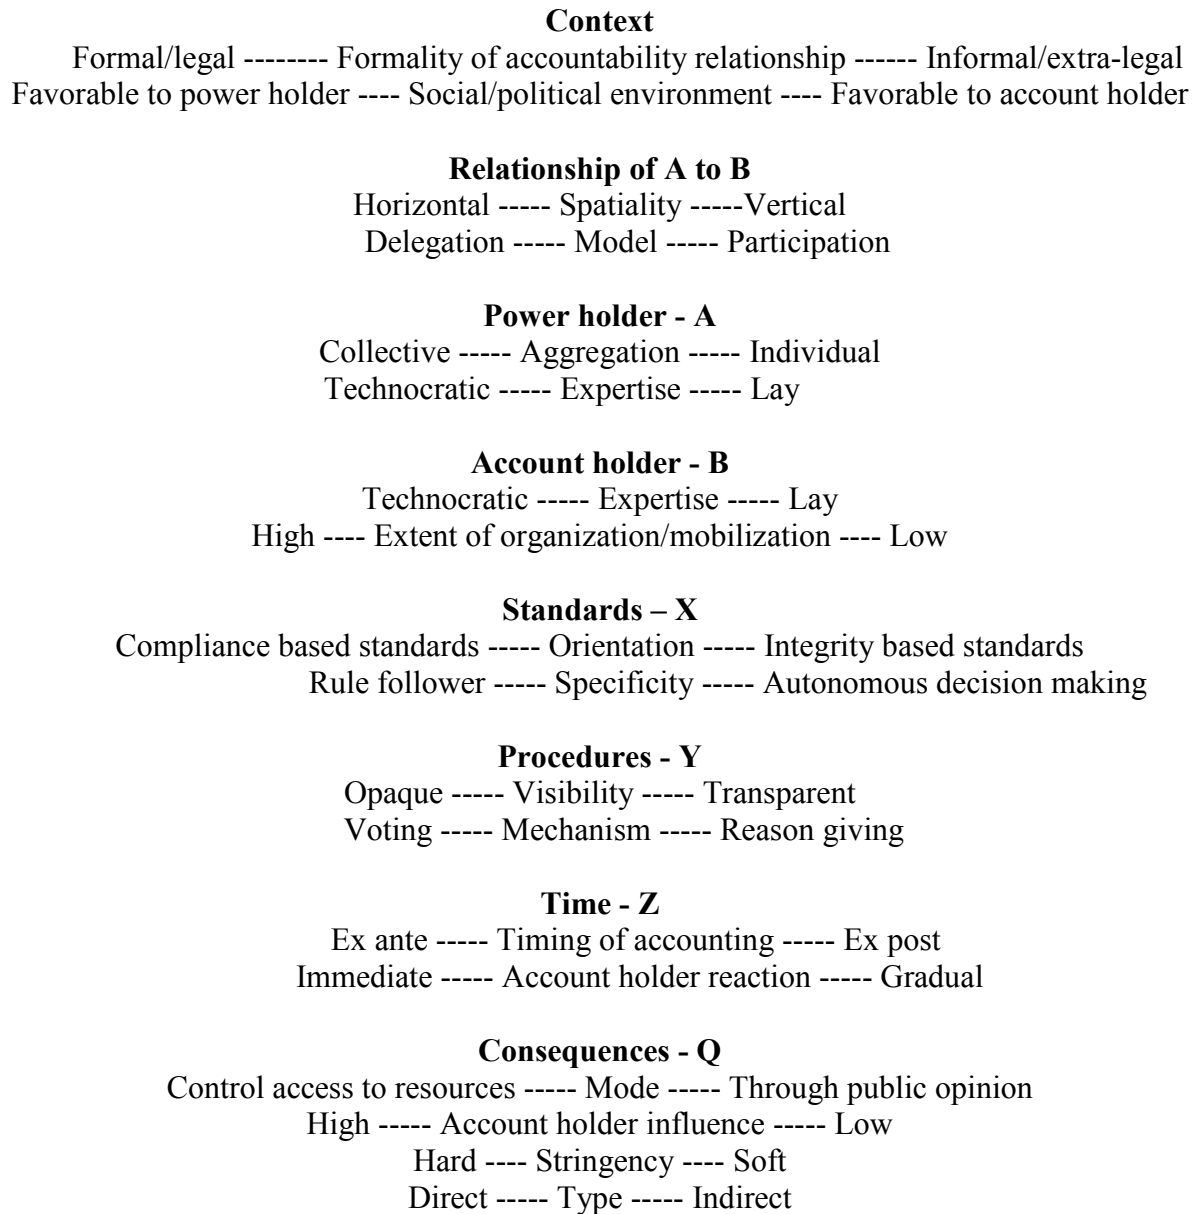 Context
Formal/legal -------- Formality of accountability relationship ------ Informal/extra-legal
Favorable to power holder ---- Social/political environment ---- Favorable to account holder
Relationship of A to B
Horizontal ----- Spatiality -----Vertical
Delegation ----- Model ----- Participation
Power holder - A
Collective ----- Aggregation ----- Individual
Technocratic ----- Expertise ----- Lay
Account holder - B
Technocratic ----- Expertise ----- Lay
High ---- Extent of organization/mobilization ---- Low
Standards – X
Compliance based standards ----- Orientation ----- Integrity based standards
Rule follower ----- Specificity ----- Autonomous decision making
Procedures - Y
Opaque ----- Visibility ----- Transparent
Voting ----- Mechanism ----- Reason giving
Time - Z
Ex ante ----- Timing of accounting ----- Ex post
Immediate ----- Account holder reaction ----- Gradual
Consequences - Q
Control access to resources ----- Mode ----- Through public opinion
High ----- Account holder influence ----- Low
Hard ---- Stringency ---- Soft
Direct ----- Type ----- Indirect